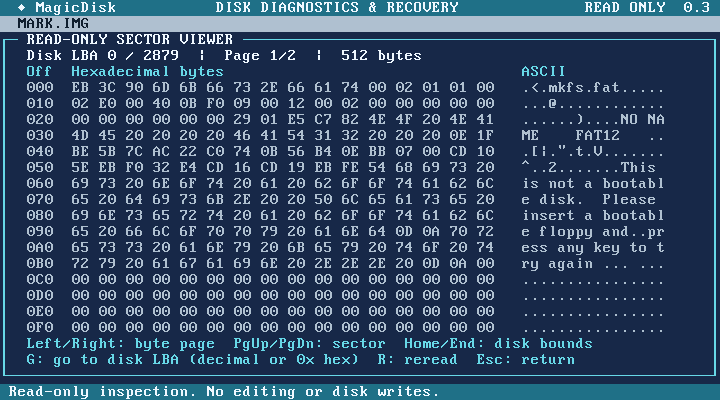 ◆ MagicDisk DISK DIAGNOSTICS & RECOVERY READ ONLY 0.3
MARK.IMG
READ-ONLY SECTOR VIEWER
Disk LBA 0 / 2879 | Page 1/2 | 512 bytes
Off Hexadecimal bytes ASCII
000 EB 3C 90 6D 6B 66 73 2E 66 61 74 00 02 01 01 00 .<.mkfs.fat.....
010 02 E0 00 40 0B F0 09 00 12 00 02 00 00 00 00 00 ...@............
020 00 00 00 00 00 00 29 01 E5 C7 82 4E 4F 20 4E 41 ......)....NO NA
030 4D 45 20 20 20 20 46 41 54 31 32 20 20 20 0E 1F ME    FAT12   ..
040 BE 5B 7C AC 22 C0 74 0B 56 B4 0E BB 07 00 CD 10 .[|.".t.V.......
050 5E EB F0 32 E4 CD 16 CD 19 EB FE 54 68 69 73 20 ^..2.......This
060 69 73 20 6E 6F 74 20 61 20 62 6F 6F 74 61 62 6C is not a bootabl
070 65 20 64 69 73 6B 2E 20 20 50 6C 65 61 73 65 20 e disk.  Please
080 69 6E 73 65 72 74 20 61 20 62 6F 6F 74 61 62 6C insert a bootabl
090 65 20 66 6C 6F 70 70 79 20 61 6E 64 0D 0A 70 72 e floppy and..pr
0A0 65 73 73 20 61 6E 79 20 6B 65 79 20 74 6F 20 74 ess any key to t
0B0 72 79 20 61 67 61 69 6E 20 2E 2E 2E 20 0D 0A 00 ry again ... ...
0C0 00 00 00 00 00 00 00 00 00 00 00 00 00 00 00 00 ................
0D0 00 00 00 00 00 00 00 00 00 00 00 00 00 00 00 00 ................
0E0 00 00 00 00 00 00 00 00 00 00 00 00 00 00 00 00 ................
0F0 00 00 00 00 00 00 00 00 00 00 00 00 00 00 00 00 ................
Left/Right: byte page PgUp/PgDn: sector Home/End: disk bounds
G: go to disk LBA (decimal or 0x hex) R: reread Esc: return
Read-only inspection. No editing or disk writes.